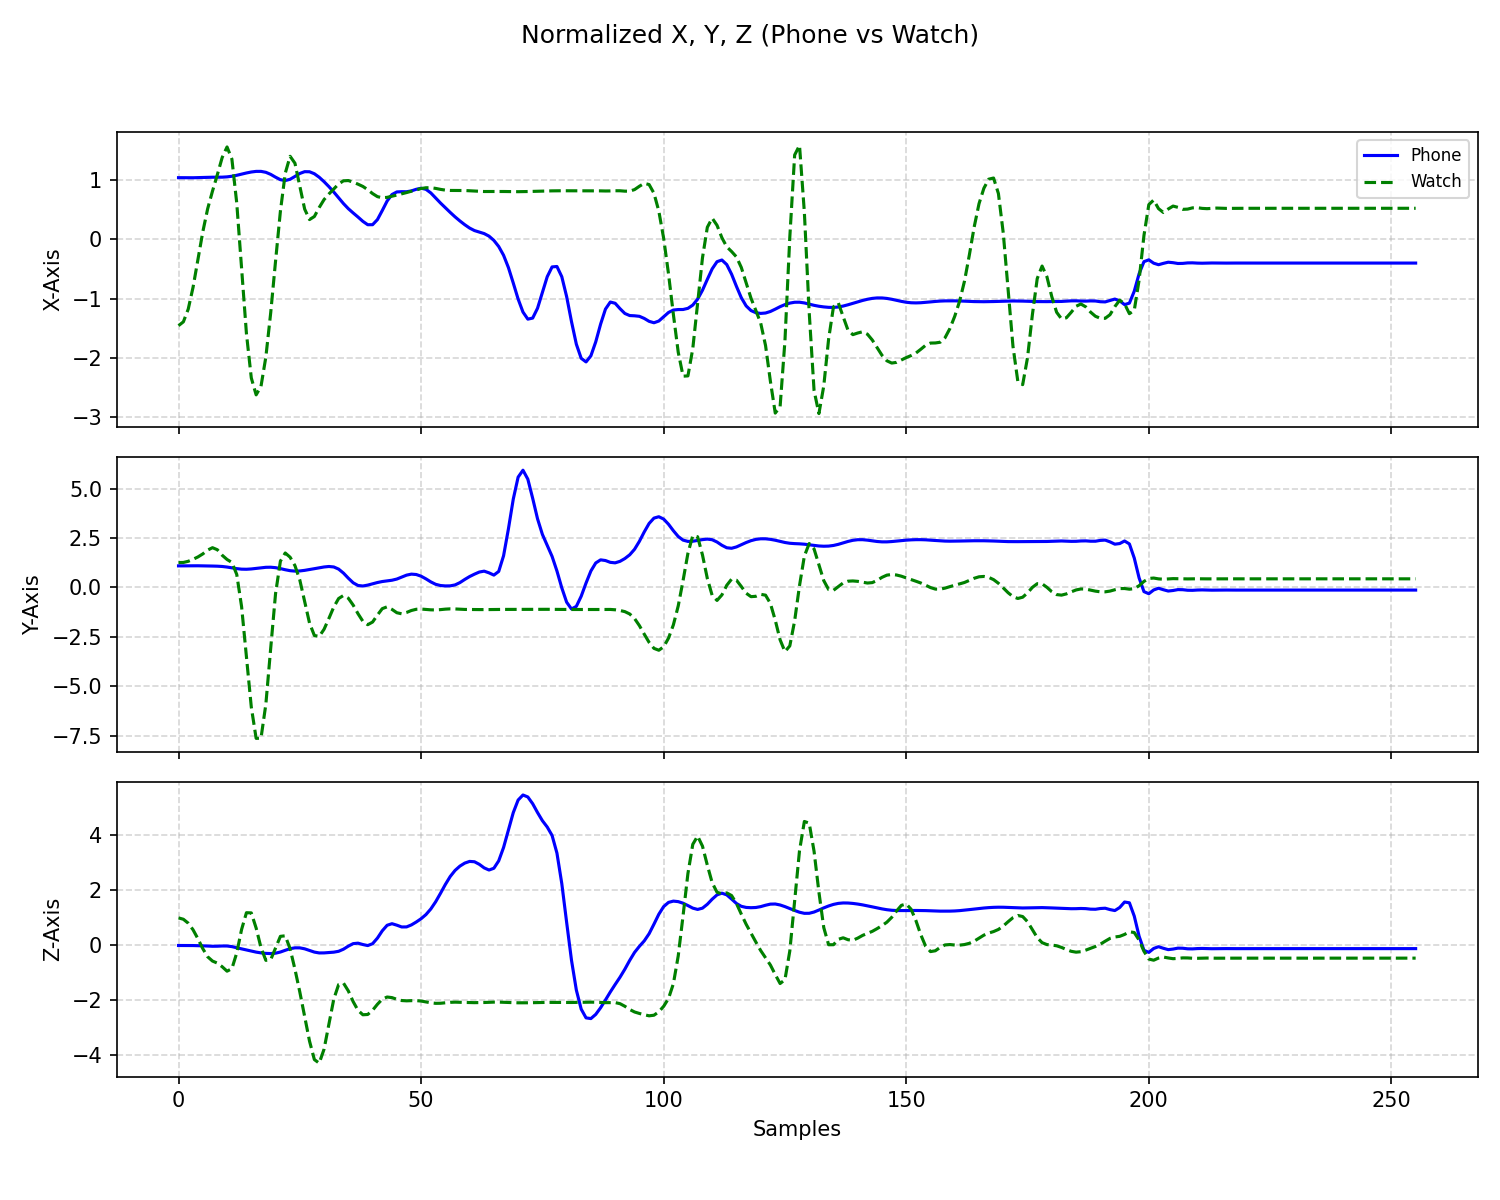 Normalized X, Y, Z (Phone vs Watch)
X-Axis
1
0
−1
−2
−3
Phone
Watch
Y-Axis
5.0
2.5
0.0
−2.5
−5.0
−7.5
Z-Axis
4
2
0
−2
−4
0 50 100 150 200 250
Samples